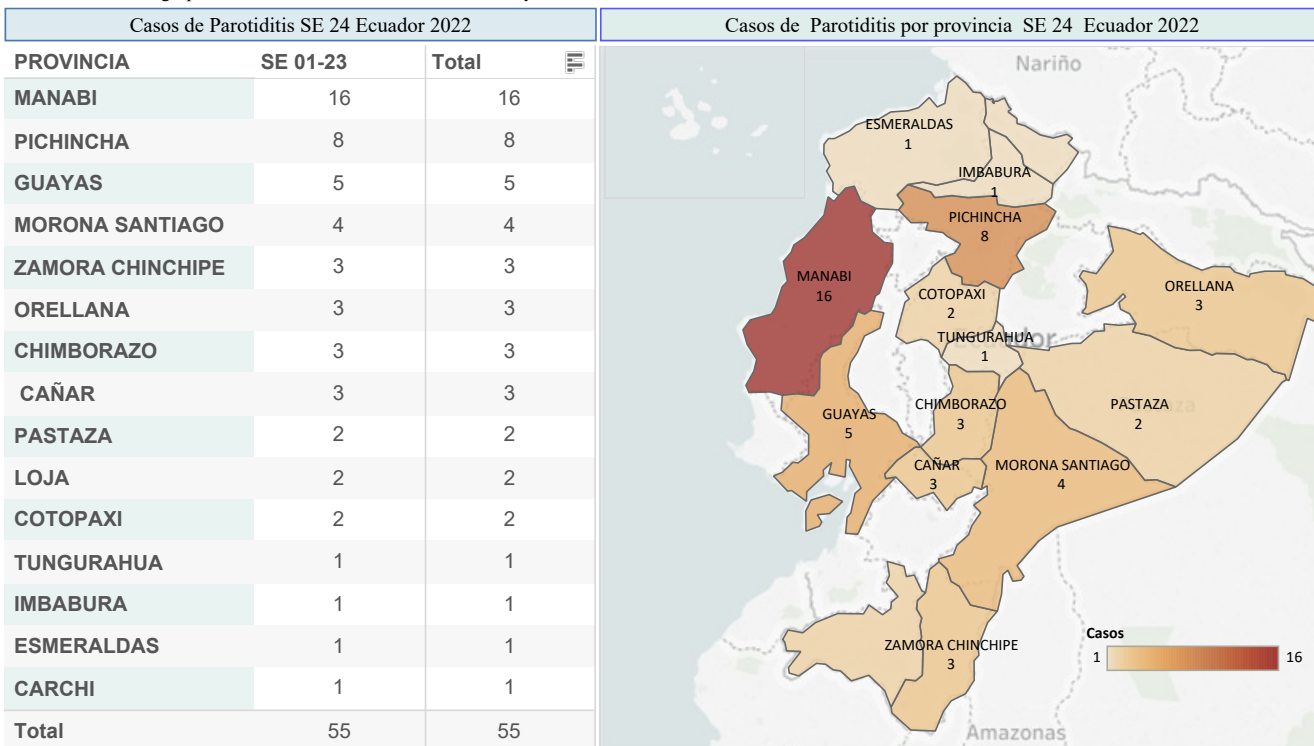 Casos de Parotiditis SE 24 Ecuador 2022
PROVINCIA SE 01-23 Total
MANABI 16 16
PICHINCHA 8 8
GUAYAS 5 5
MORONA SANTIAGO 4 4
ZAMORA CHINCHIPE 3 3
ORELLANA 3 3
CHIMBORAZO 3 3
CAÑAR 3 3
PASTAZA 2 2
LOJA 2 2
COTOPAXI 2 2
TUNGURAHUA 1 1
IMBABURA 1 1
ESMERALDAS 1 1
CARCHI 1 1
Total 55 55
Casos de Parotiditis por provincia SE 24 Ecuador 2022
Nariño
ESMERALDAS
1
IMBABURA
1
PICHINCHA
8
MANABI
16
COTOPAXI
2
ORELLANA
3
TUNGURAHUA
1
Ecuador
GUAYAS
5
CHIMBORAZO
3
PASTAZA
2
CAÑAR
3
MORONA SANTIAGO
4
ZAMORA CHINCHIPE
3
Casos
1 16
Amazonas